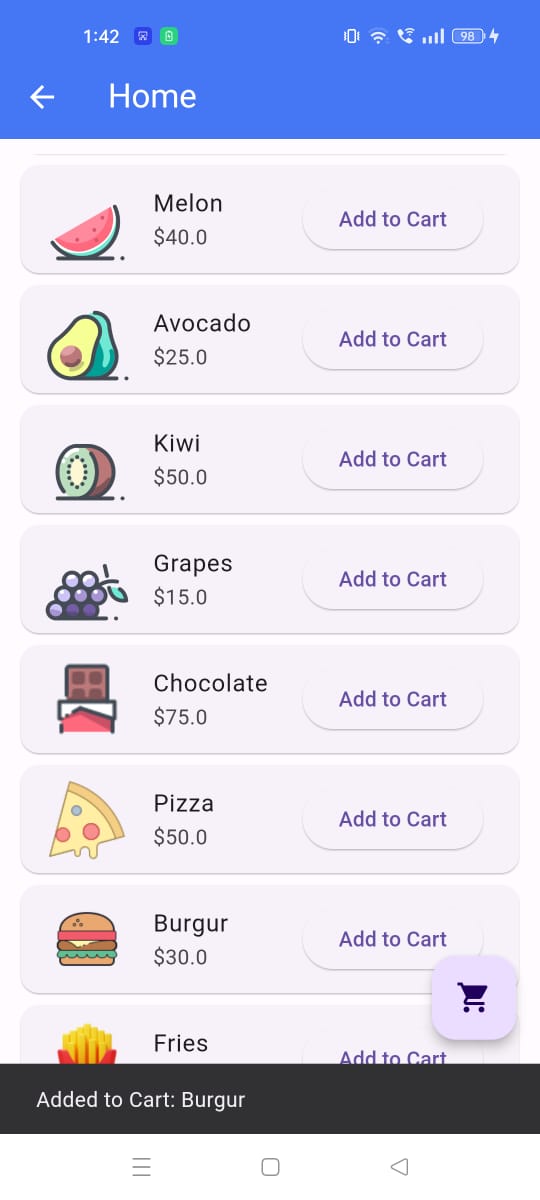 1:42
98
Home
Melon
$40.0
Add to Cart
Avocado
$25.0
Add to Cart
Kiwi
$50.0
Add to Cart
Grapes
$15.0
Add to Cart
Chocolate
$75.0
Add to Cart
Pizza
$50.0
Add to Cart
Burgur
$30.0
Add to Cart
Fries
Add to Cart
Added to Cart: Burgur